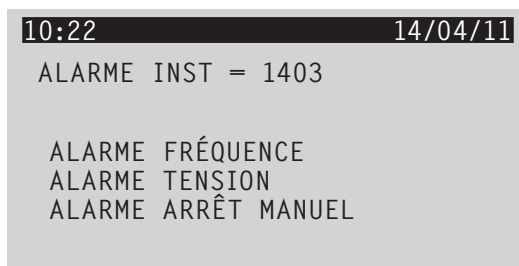 10:22 14/04/11
ALARME INST = 1403
ALARME FRÉQUENCE
ALARME TENSION
ALARME ARRÊT MANUEL